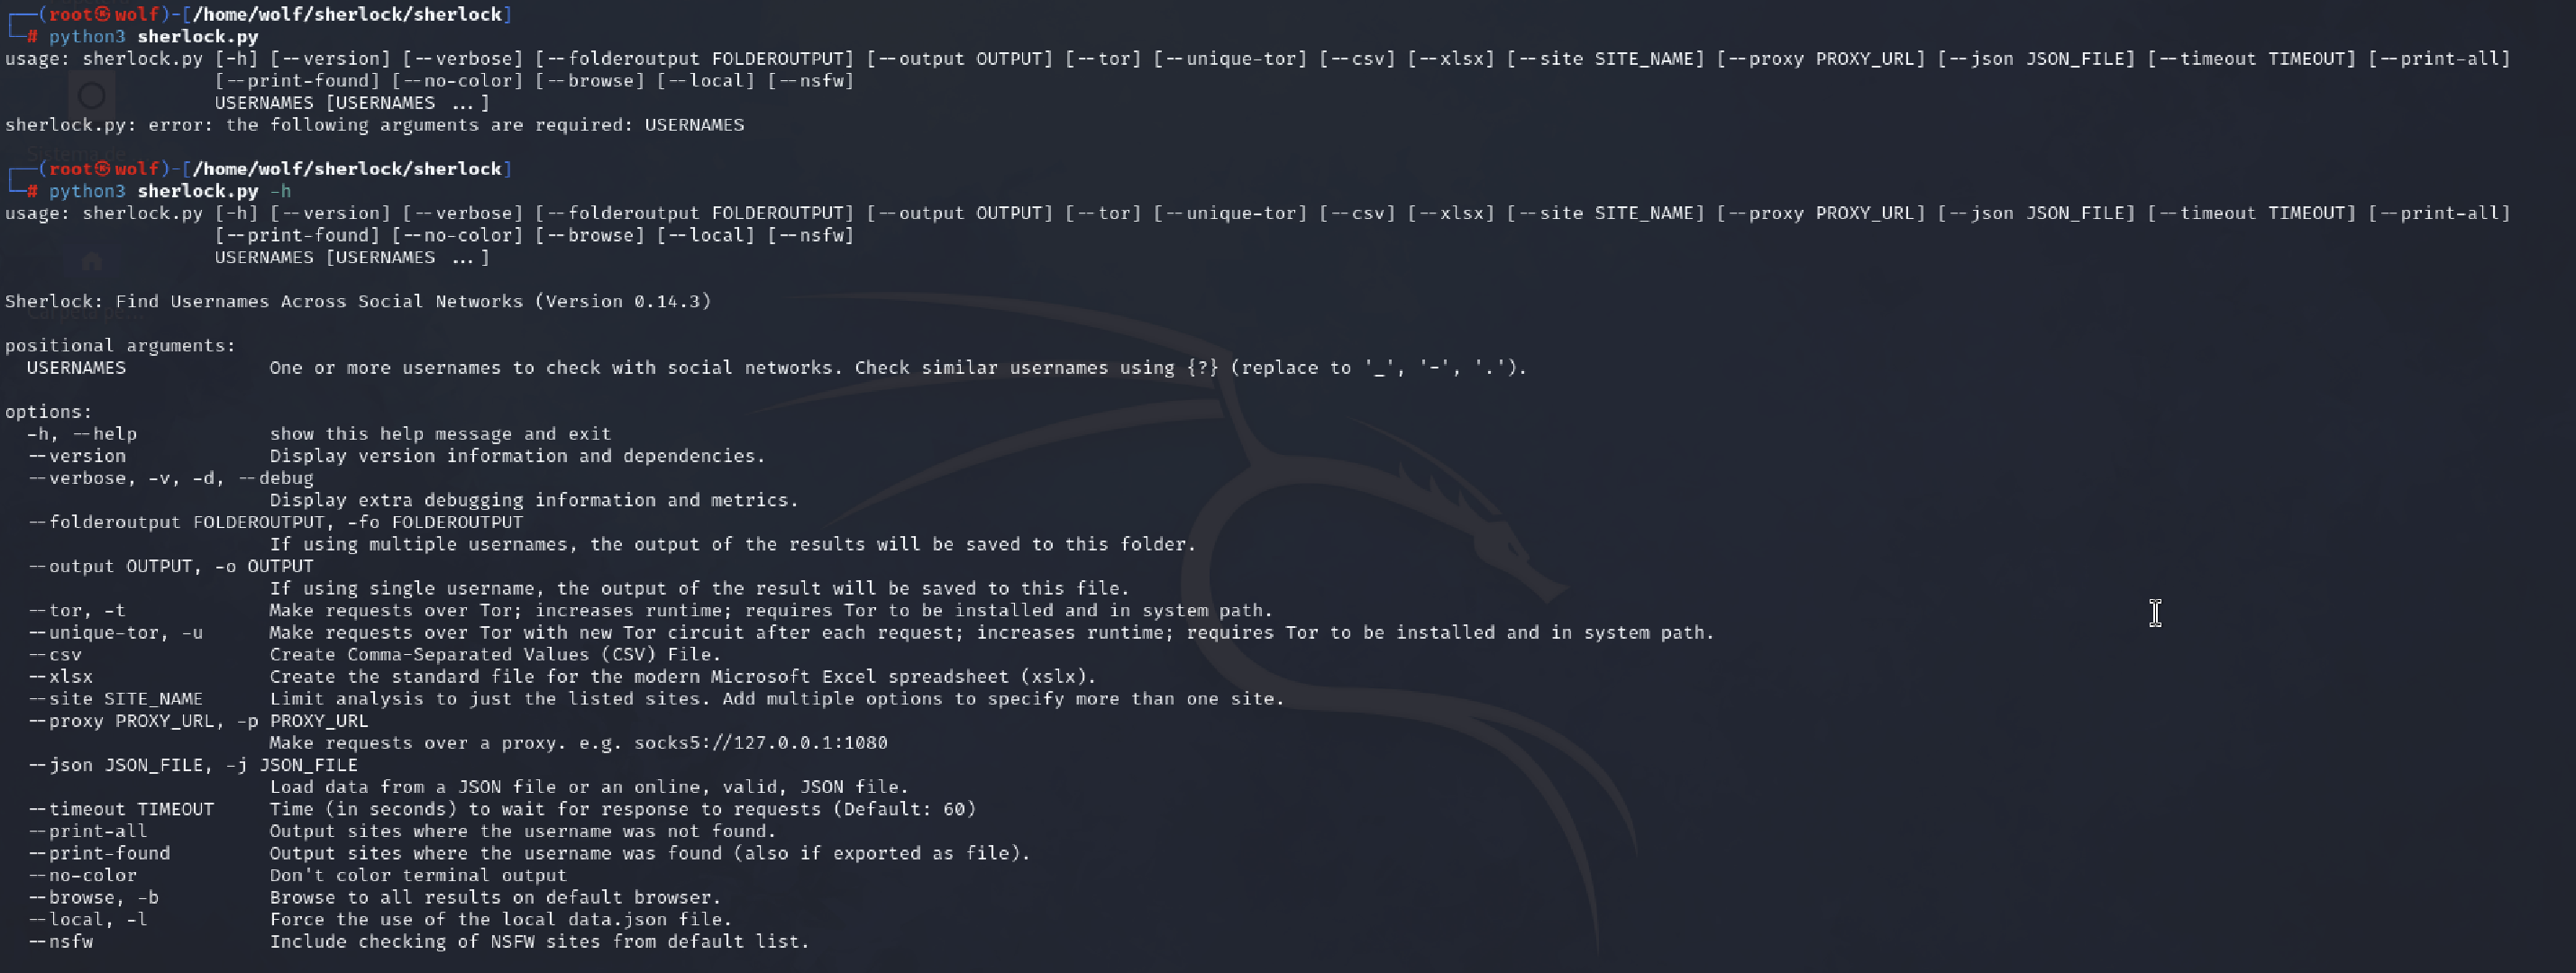 ┌──(root㉿wolf)-[/home/wolf/sherlock/sherlock]
└─# python3 sherlock.py
usage: sherlock.py [-h] [--version] [--verbose] [--folderoutput FOLDEROUTPUT] [--output OUTPUT] [--tor] [--unique-tor] [--csv] [--xlsx] [--site SITE_NAME] [--proxy PROXY_URL] [--json JSON_FILE] [--timeout TIMEOUT] [--print-all]
                   [--print-found] [--no-color] [--browse] [--local] [--nsfw]
                   USERNAMES [USERNAMES ...]
sherlock.py: error: the following arguments are required: USERNAMES
Sistema de
┌──(root㉿wolf)-[/home/wolf/sherlock/sherlock]
└─# python3 sherlock.py -h
usage: sherlock.py [-h] [--version] [--verbose] [--folderoutput FOLDEROUTPUT] [--output OUTPUT] [--tor] [--unique-tor] [--csv] [--xlsx] [--site SITE_NAME] [--proxy PROXY_URL] [--json JSON_FILE] [--timeout TIMEOUT] [--print-all]
                   [--print-found] [--no-color] [--browse] [--local] [--nsfw]
                   USERNAMES [USERNAMES ...]
Sherlock: Find Usernames Across Social Networks (Version 0.14.3)
Carpeta pe...
positional arguments:
  USERNAMES             One or more usernames to check with social networks. Check similar usernames using {?} (replace to '_', '-', '.').
options:
  -h, --help            show this help message and exit
  --version             Display version information and dependencies.
  --verbose, -v, -d, --debug
                        Display extra debugging information and metrics.
  --folderoutput FOLDEROUTPUT, -fo FOLDEROUTPUT
                        If using multiple usernames, the output of the results will be saved to this folder.
  --output OUTPUT, -o OUTPUT
                        If using single username, the output of the result will be saved to this file.
  --tor, -t             Make requests over Tor; increases runtime; requires Tor to be installed and in system path.
  --unique-tor, -u      Make requests over Tor with new Tor circuit after each request; increases runtime; requires Tor to be installed and in system path.
  --csv                 Create Comma-Separated Values (CSV) File.
  --xlsx                Create the standard file for the modern Microsoft Excel spreadsheet (xslx).
  --site SITE_NAME      Limit analysis to just the listed sites. Add multiple options to specify more than one site.
  --proxy PROXY_URL, -p PROXY_URL
                        Make requests over a proxy. e.g. socks5://127.0.0.1:1080
  --json JSON_FILE, -j JSON_FILE
                        Load data from a JSON file or an online, valid, JSON file.
  --timeout TIMEOUT     Time (in seconds) to wait for response to requests (Default: 60)
  --print-all           Output sites where the username was not found.
  --print-found         Output sites where the username was found (also if exported as file).
  --no-color            Don't color terminal output
  --browse, -b          Browse to all results on default browser.
  --local, -l           Force the use of the local data.json file.
  --nsfw                Include checking of NSFW sites from default list.